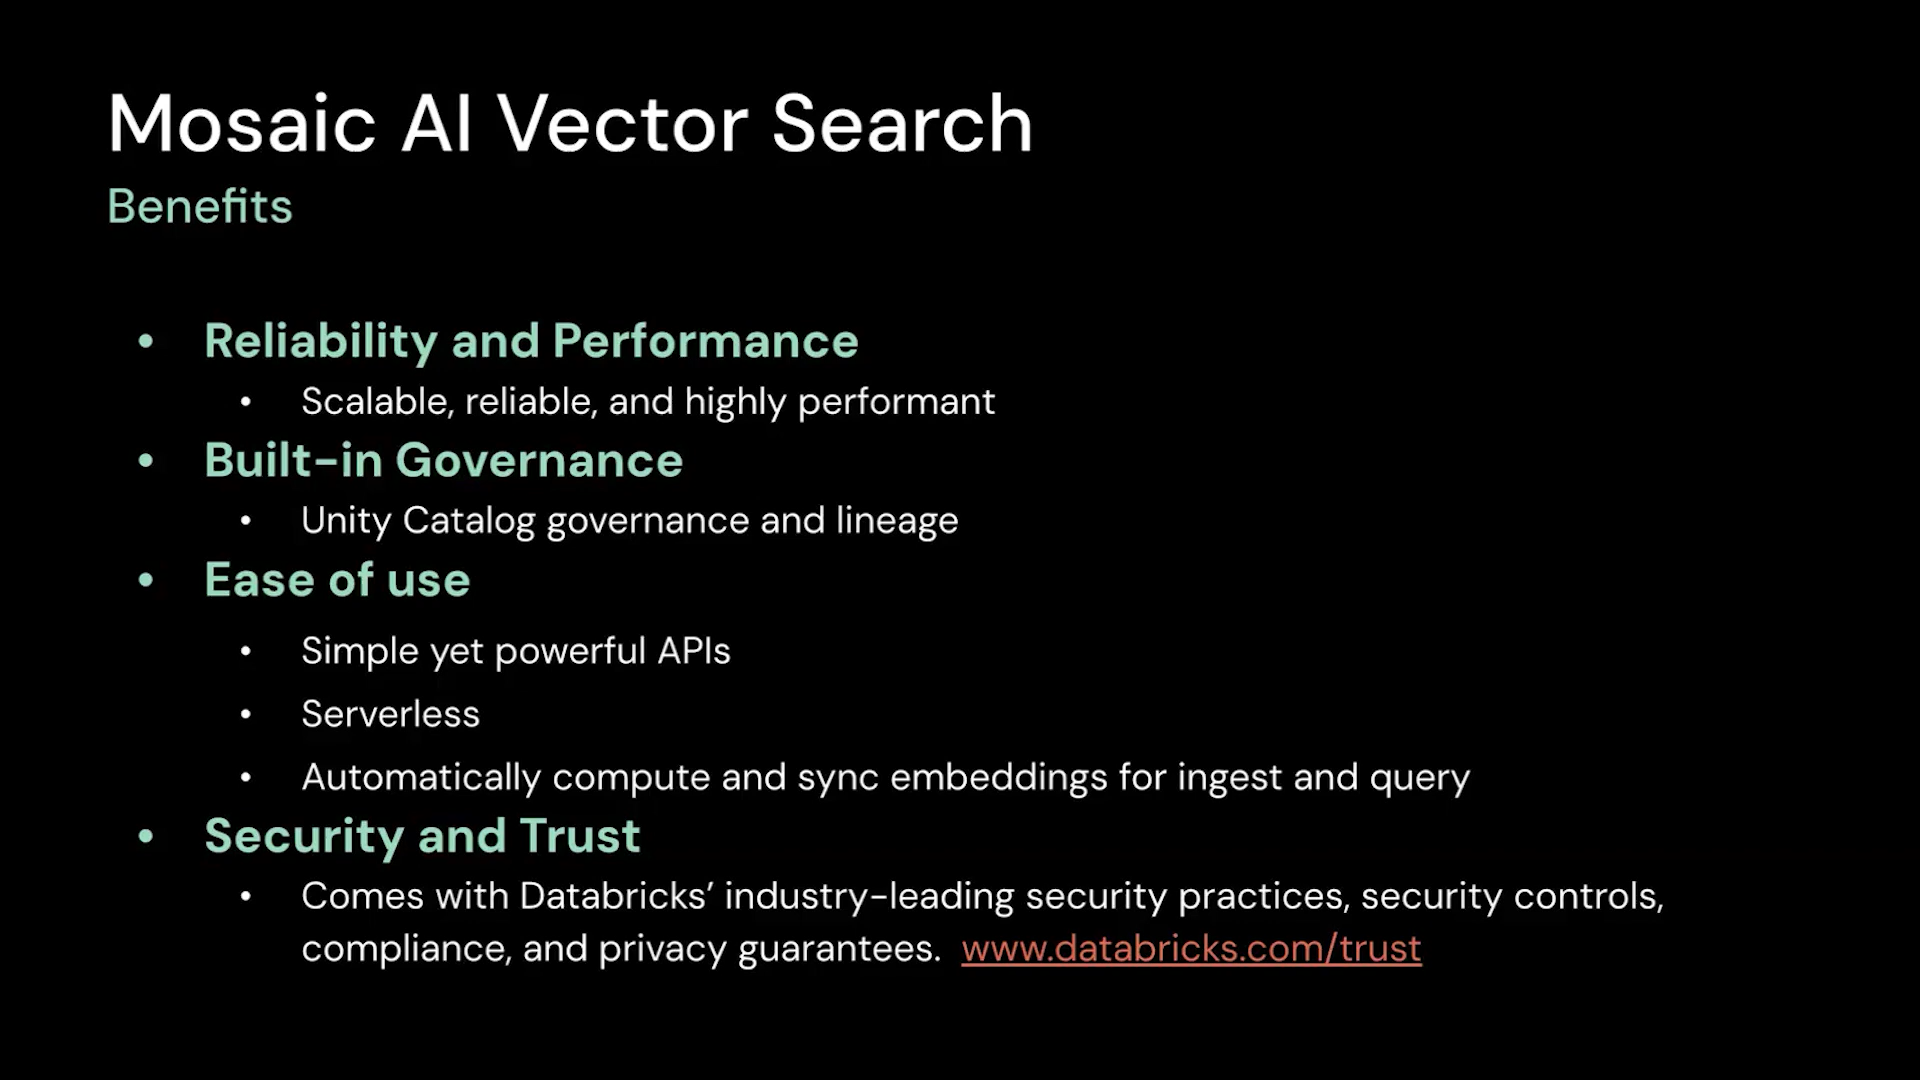 Mosaic AI Vector Search
Benefits
• Reliability and Performance
• Scalable, reliable, and highly performant
• Built-in Governance
• Unity Catalog governance and lineage
• Ease of use
• Simple yet powerful APIs
• Serverless
• Automatically compute and sync embeddings for ingest and query
• Security and Trust
• Comes with Databricks’ industry-leading security practices, security controls,
compliance, and privacy guarantees. www.databricks.com/trust